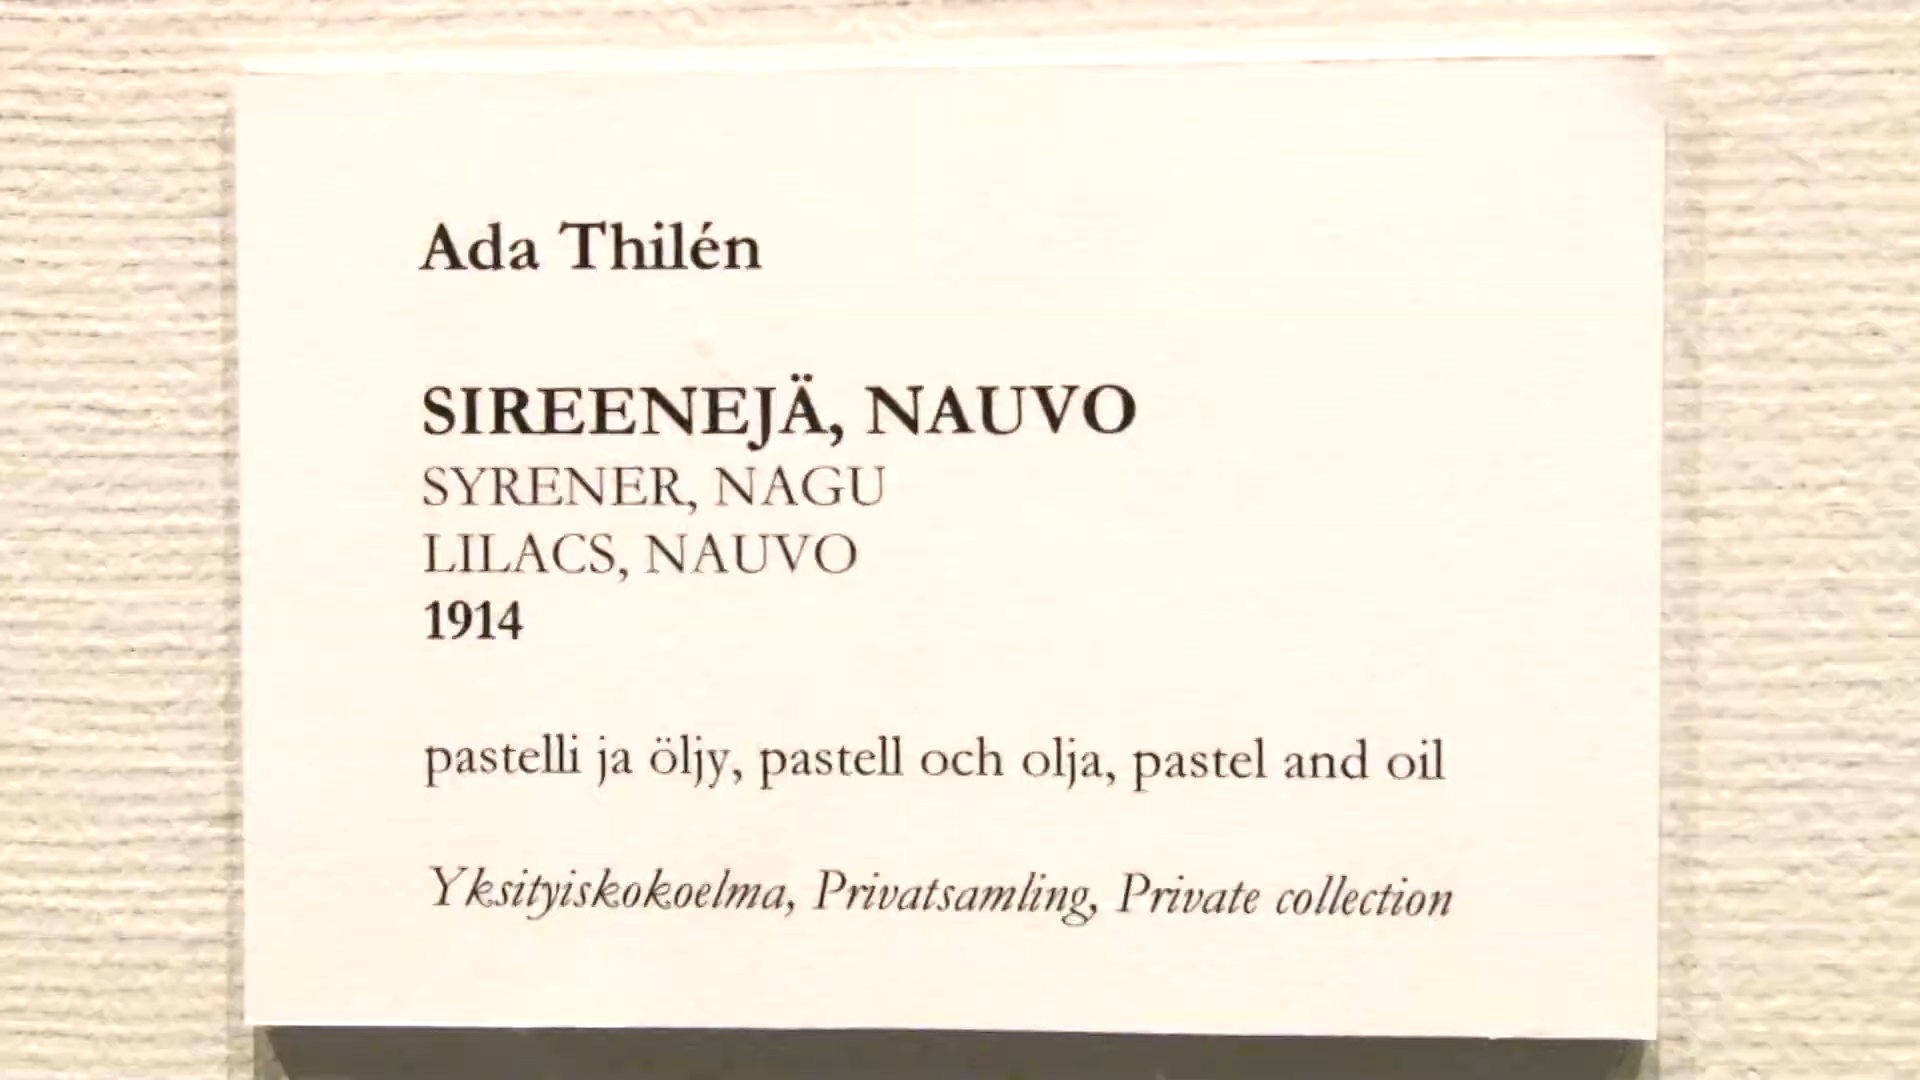 Ada Thilén
SIREENEJÄ, NAUVO
SYRENER, NAGU
LILACS, NAUVO
1914
pastelli ja öljy, pastell och olja, pastel and oil
Yksityiskokoelma, Privatsamling, Private collection